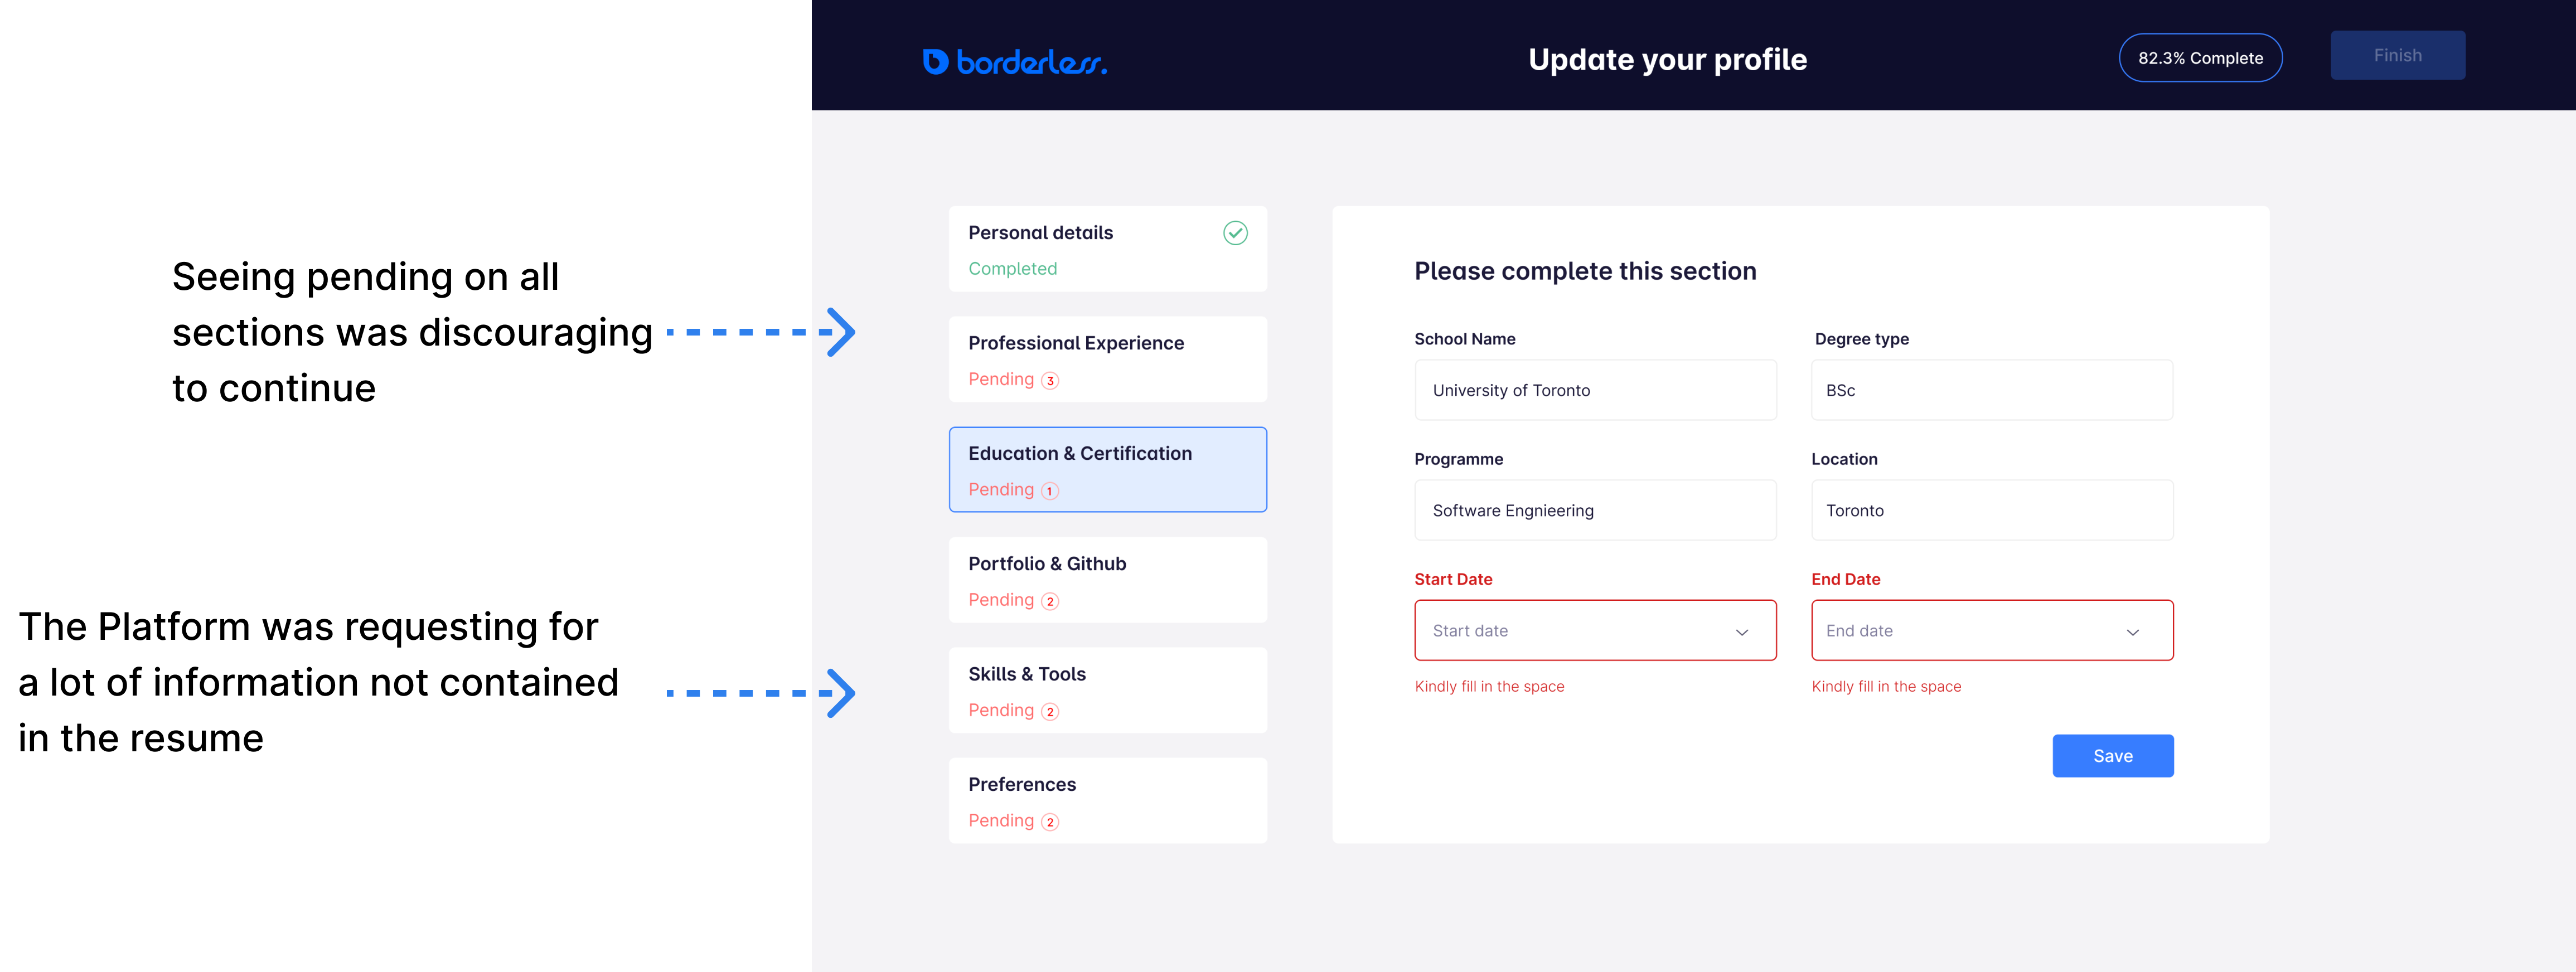 borderless.
Update your profile
82.3% Complete
Finish
Seeing pending on all
sections was discouraging
to continue
The Platform was requesting for
a lot of information not contained
in the resume
Personal details
Completed
Professional Experience
Pending 3
Education & Certification
Pending 1
Portfolio & Github
Pending 2
Skills & Tools
Pending 2
Preferences
Pending 2
Please complete this section
School Name
University of Toronto
Degree type
BSc
Programme
Software Engnieering
Location
Toronto
Start Date
Start date
Kindly fill in the space
End Date
End date
Kindly fill in the space
Save